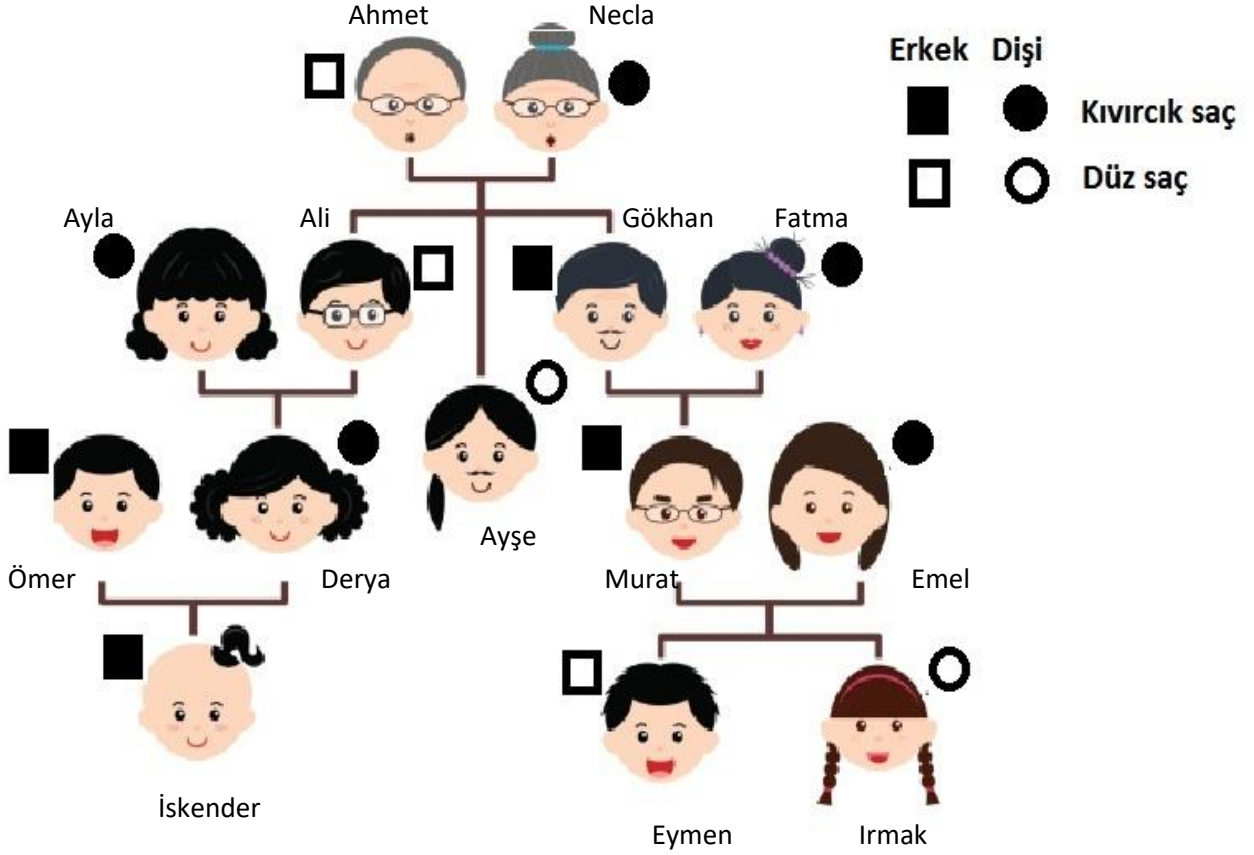 Ahmet Necla
Erkek Dişi
Kıvırcık saç
Düz saç
Ayla Ali Gökhan Fatma
Ayşe
Ömer Derya Murat Emel
İskender
Eymen Irmak